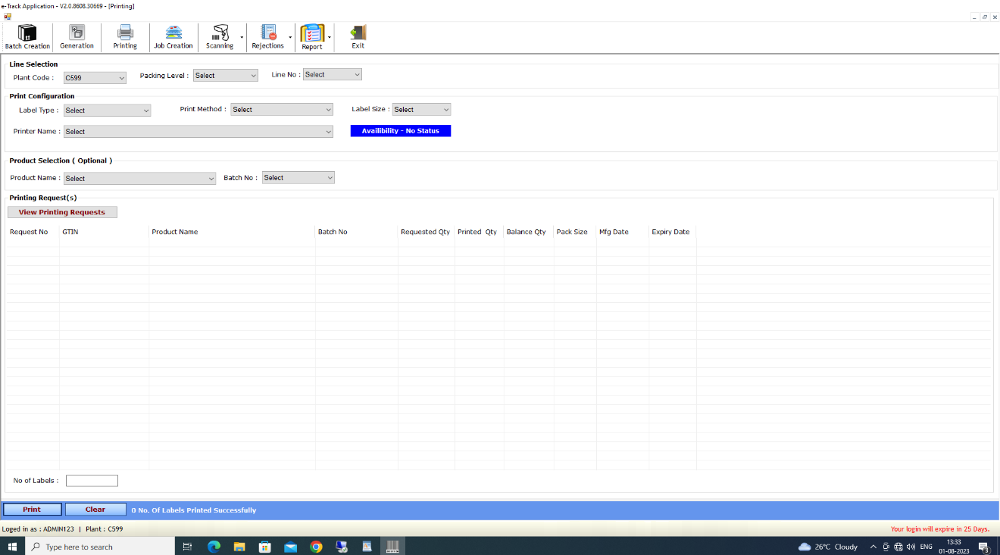 e-Track Application - V2.0.8608.30669 - [Printing]
Batch Creation Generation Printing Job Creation Scanning Rejections Report Exit
Line Selection
Plant Code : C599 Packing Level : Select Line No : Select
Print Configuration
Label Type : Select Print Method : Select Label Size : Select
Printer Name : Select Availibility - No Status
Product Selection ( Optional )
Product Name : Select Batch No : Select
Printing Request(s)
View Printing Requests
Request No GTIN Product Name Batch No Requested Qty Printed Qty Balance Qty Pack Size Mfg Date Expiry Date
No of Labels :
Print Clear 0 No. Of Labels Printed Successfully
Loged in as : ADMIN123 | Plant : C599 Your login will expire in 25 Days.
Type here to search 26°C Cloudy ENG 13:33
01-08-2023 3